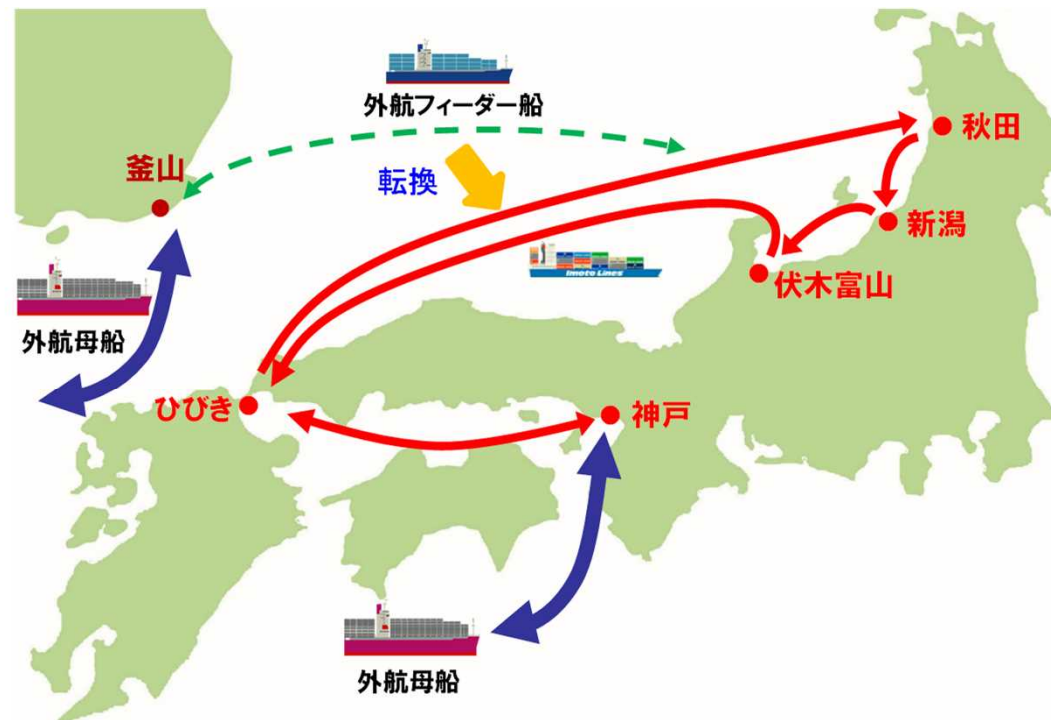 外航フィーダー船
秋田
釜山
転換
新潟
Imoto Lines
伏木富山
外航母船
ひびき
神戸
外航母船